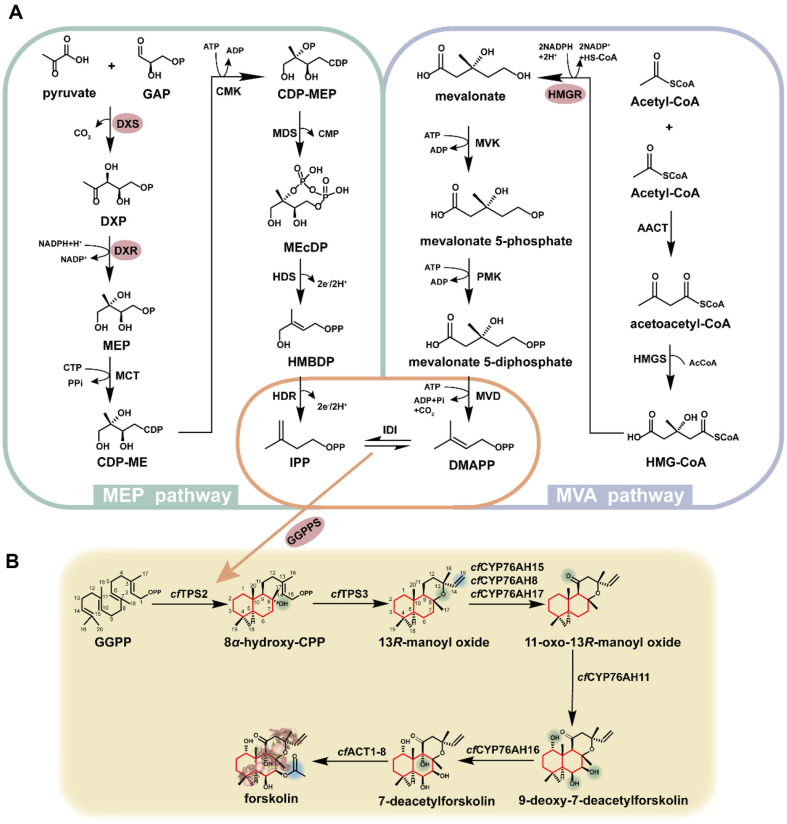 A
MEP pathway
pyruvate
+
GAP
CO2
DXS
DXP
NADPH+H+
NADP+
DXR
MEP
CTP
PPi
MCT
CDP-ME
ATP
ADP
CMK
CDP-MEP
MDS
CMP
MEcDP
HDS
2e-/2H+
HMBDP
HDR
2e-/2H+
IPP
IDI
DMAPP
MVA pathway
Acetyl-CoA
+
Acetyl-CoA
AACT
acetoacetyl-CoA
HMGS
AcCoA
HMG-CoA
2NADPH
+2H+
2NADP+
+HS-CoA
HMGR
mevalonate
ATP
ADP
MVK
mevalonate 5-phosphate
ATP
ADP
PMK
mevalonate 5-diphosphate
ATP
ADP+Pi
+CO2
MVD
GGPPS
B
GGPP
cfTPS2
8α-hydroxy-CPP
cfTPS3
13R-manoyl oxide
cfCYP76AH15
cfCYP76AH8
cfCYP76AH17
11-oxo-13R-manoyl oxide
cfCYP76AH11
9-deoxy-7-deacetylforskolin
cfCYP76AH16
7-deacetylforskolin
cfACT1-8
forskolin